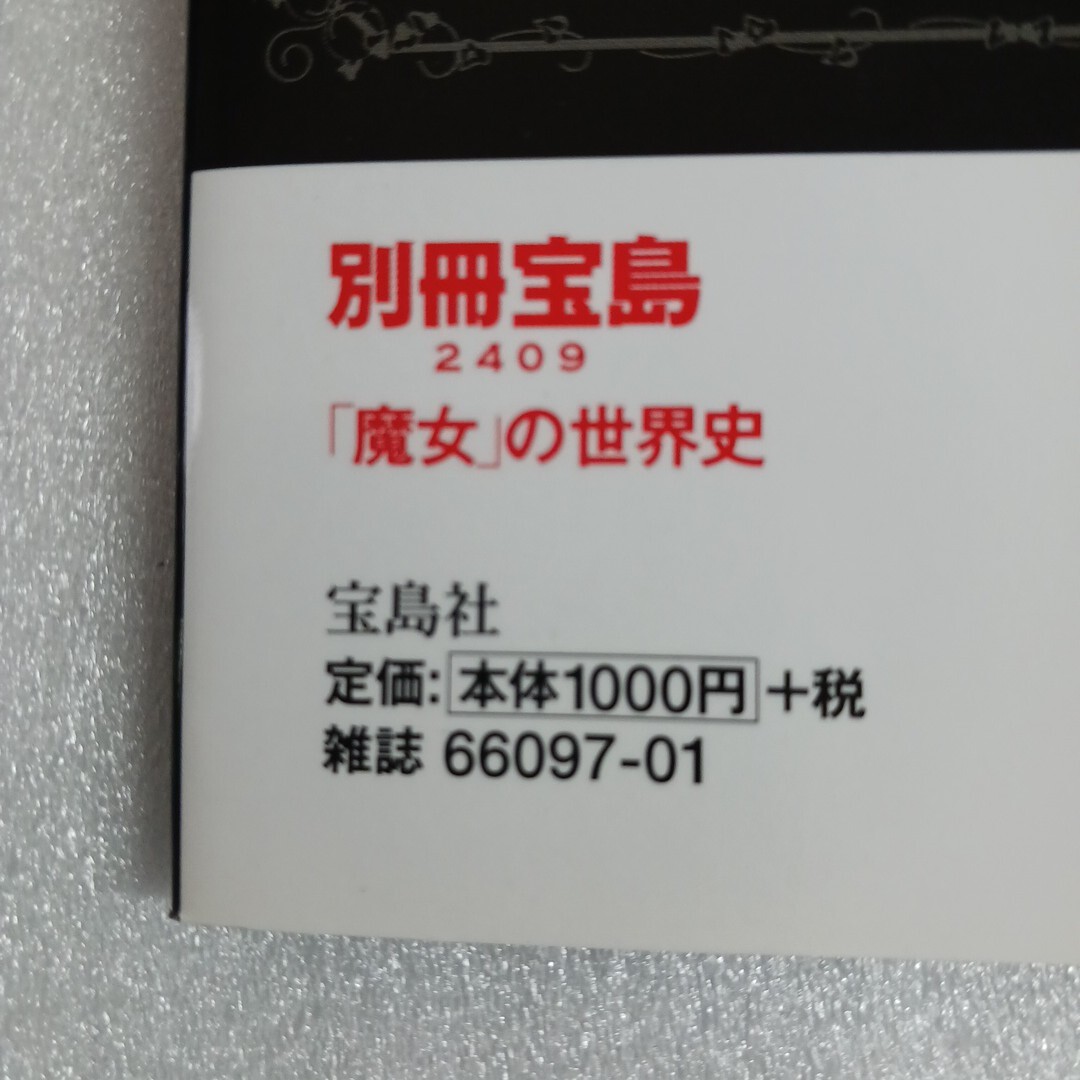 別冊宝島
2409
「魔女」の世界史
宝島社
定価:本体1000円+税
雑誌 66097-01